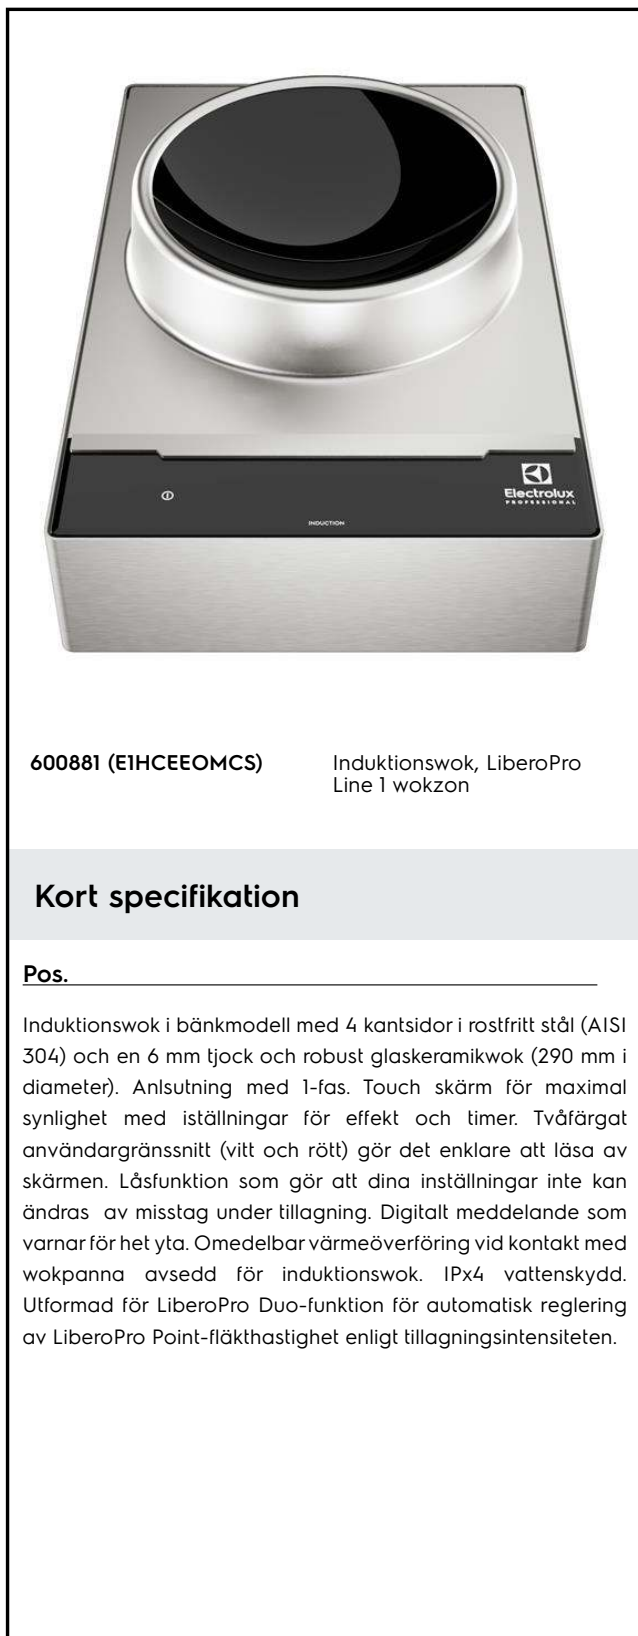 Electrolux
PROFESSIONAL
INDUCTION
600881 (E1HCEEOMCS)
Induktionswok, LiberoPro
Line 1 wokzon
Kort specifikation
Pos.
Induktionswok i bänkmodell med 4 kantsidor i rostfritt stål (AISI
304) och en 6 mm tjock och robust glaskeramikwok (290 mm i
diameter). Anlsutning med 1-fas. Touch skärm för maximal
synlighet med iställningar för effekt och timer. Tvåfärgat
användargränssnitt (vitt och rött) gör det enklare att läsa av
skärmen. Låsfunktion som gör att dina inställningar inte kan
ändras av misstag under tillagning. Digitalt meddelande som
varnar för het yta. Omedelbar värmeöverföring vid kontakt med
wokpanna avsedd för induktionswok. IPx4 vattenskydd.
Utformad för LiberoPro Duo-funktion för automatisk reglering
av LiberoPro Point-fläkthastighet enligt tillagningsintensiteten.